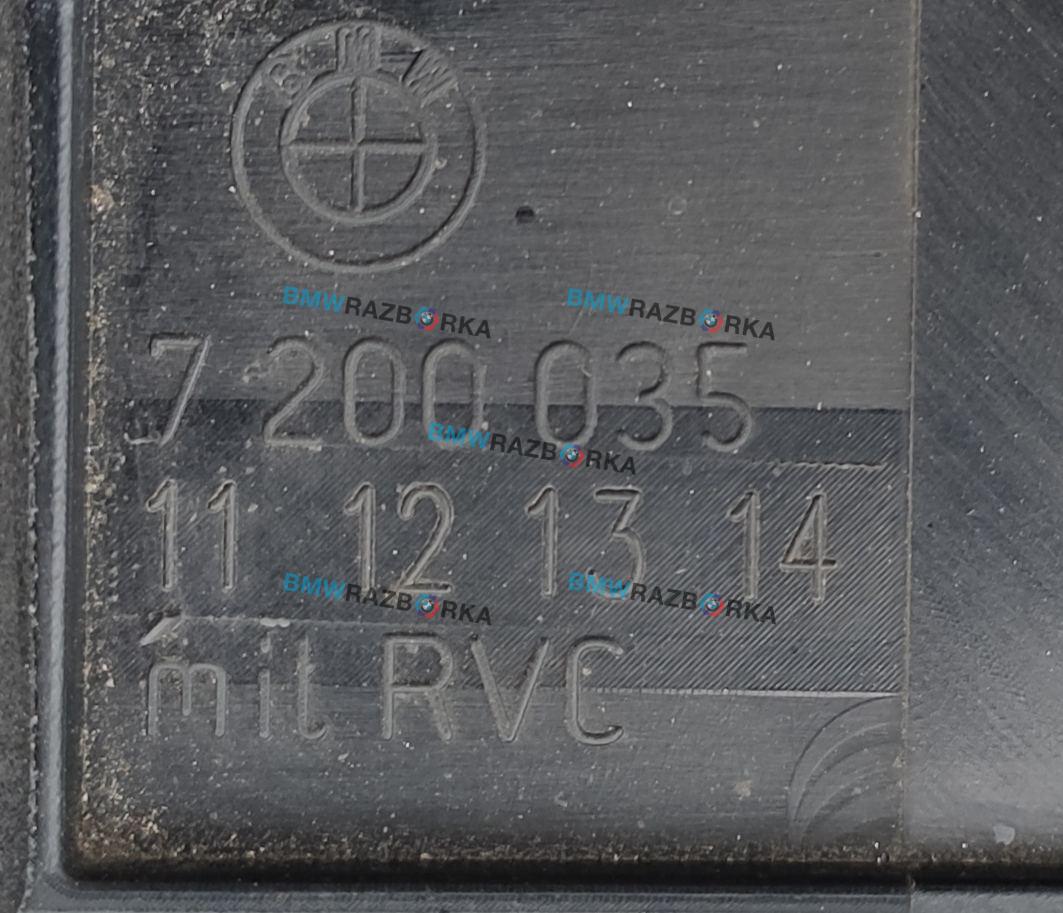 BMW
BMWRAZBORKA BMWRAZBORKA
7 200 035
BMWRAZBORKA
11 12 13 14
BMWRAZBORKA BMWRAZBORKA
mit RVC